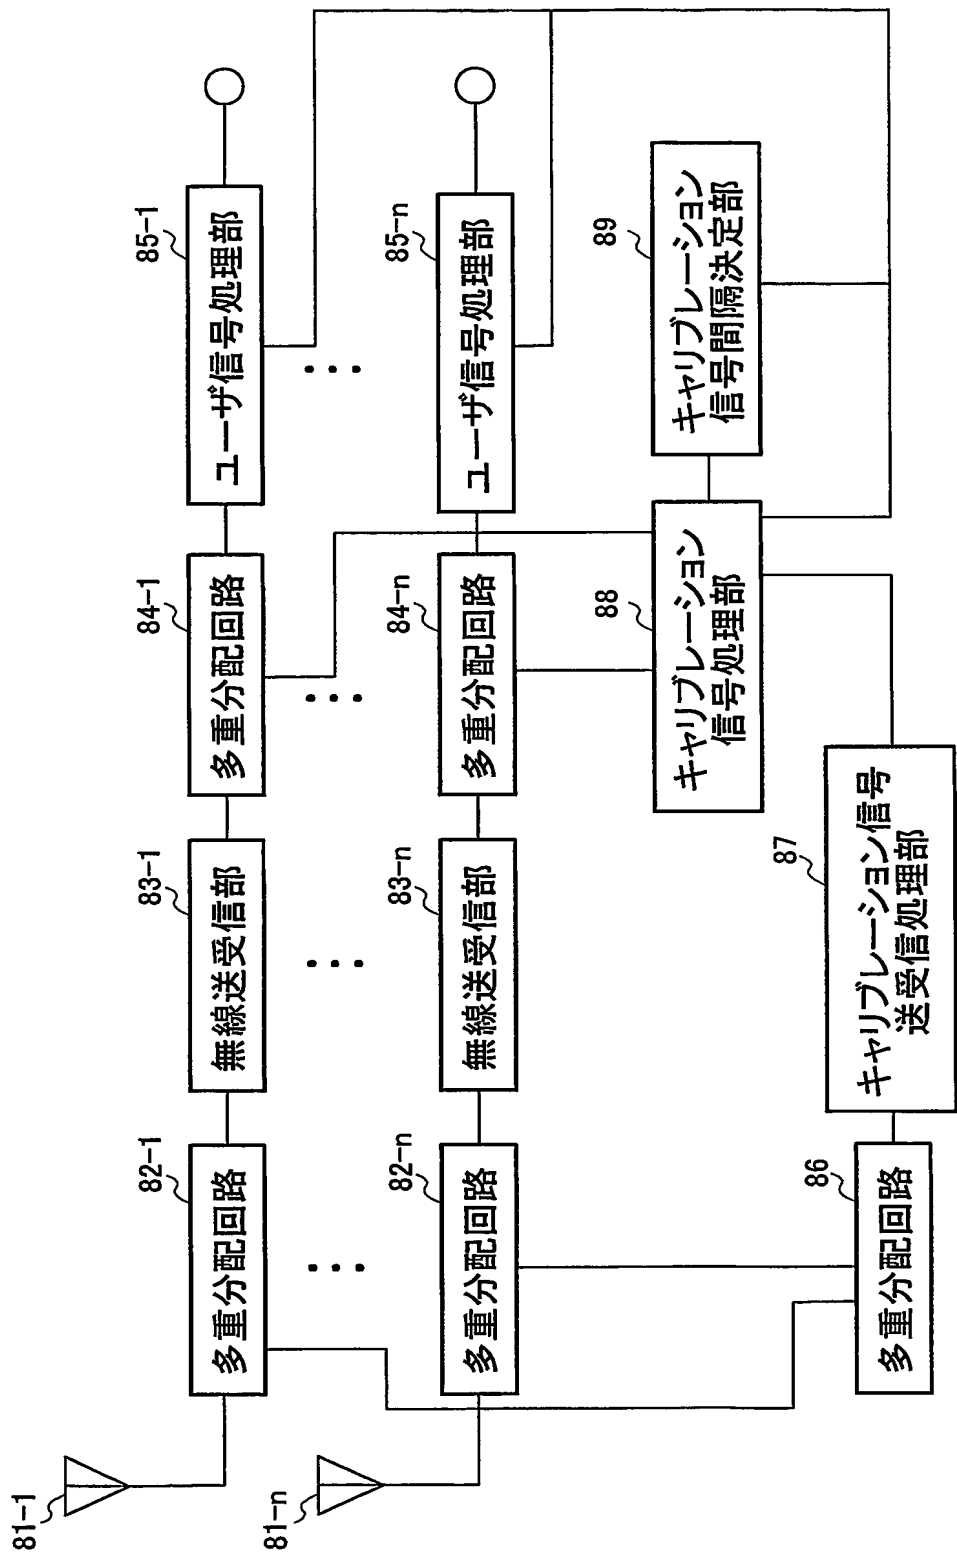 81-1
82-1
多重分配回路
83-1
無線送受信部
84-1
多重分配回路
85-1
ユーザ信号処理部
81-n
82-n
多重分配回路
83-n
無線送受信部
84-n
多重分配回路
85-n
ユーザ信号処理部
88
キャリブレーション
信号処理部
89
キャリブレーション
信号間隔決定部
86
多重分配回路
87
キャリブレーション信号
送受信処理部